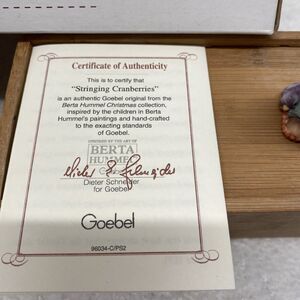 Certificate of Authenticity
This is to certify that
"Stringing Cranberries"
is an authentic Goebel original from the
Berta Hummel Christmas collection,
inspired by the children in Berta
Hummel's paintings and hand-crafted
to the exacting standards
of Goebel.
INSPIRED BY THE ART OF
BERTA
HUMMEL
Dieter Schneider
for Goebel
Goebel
96034-C/PS2